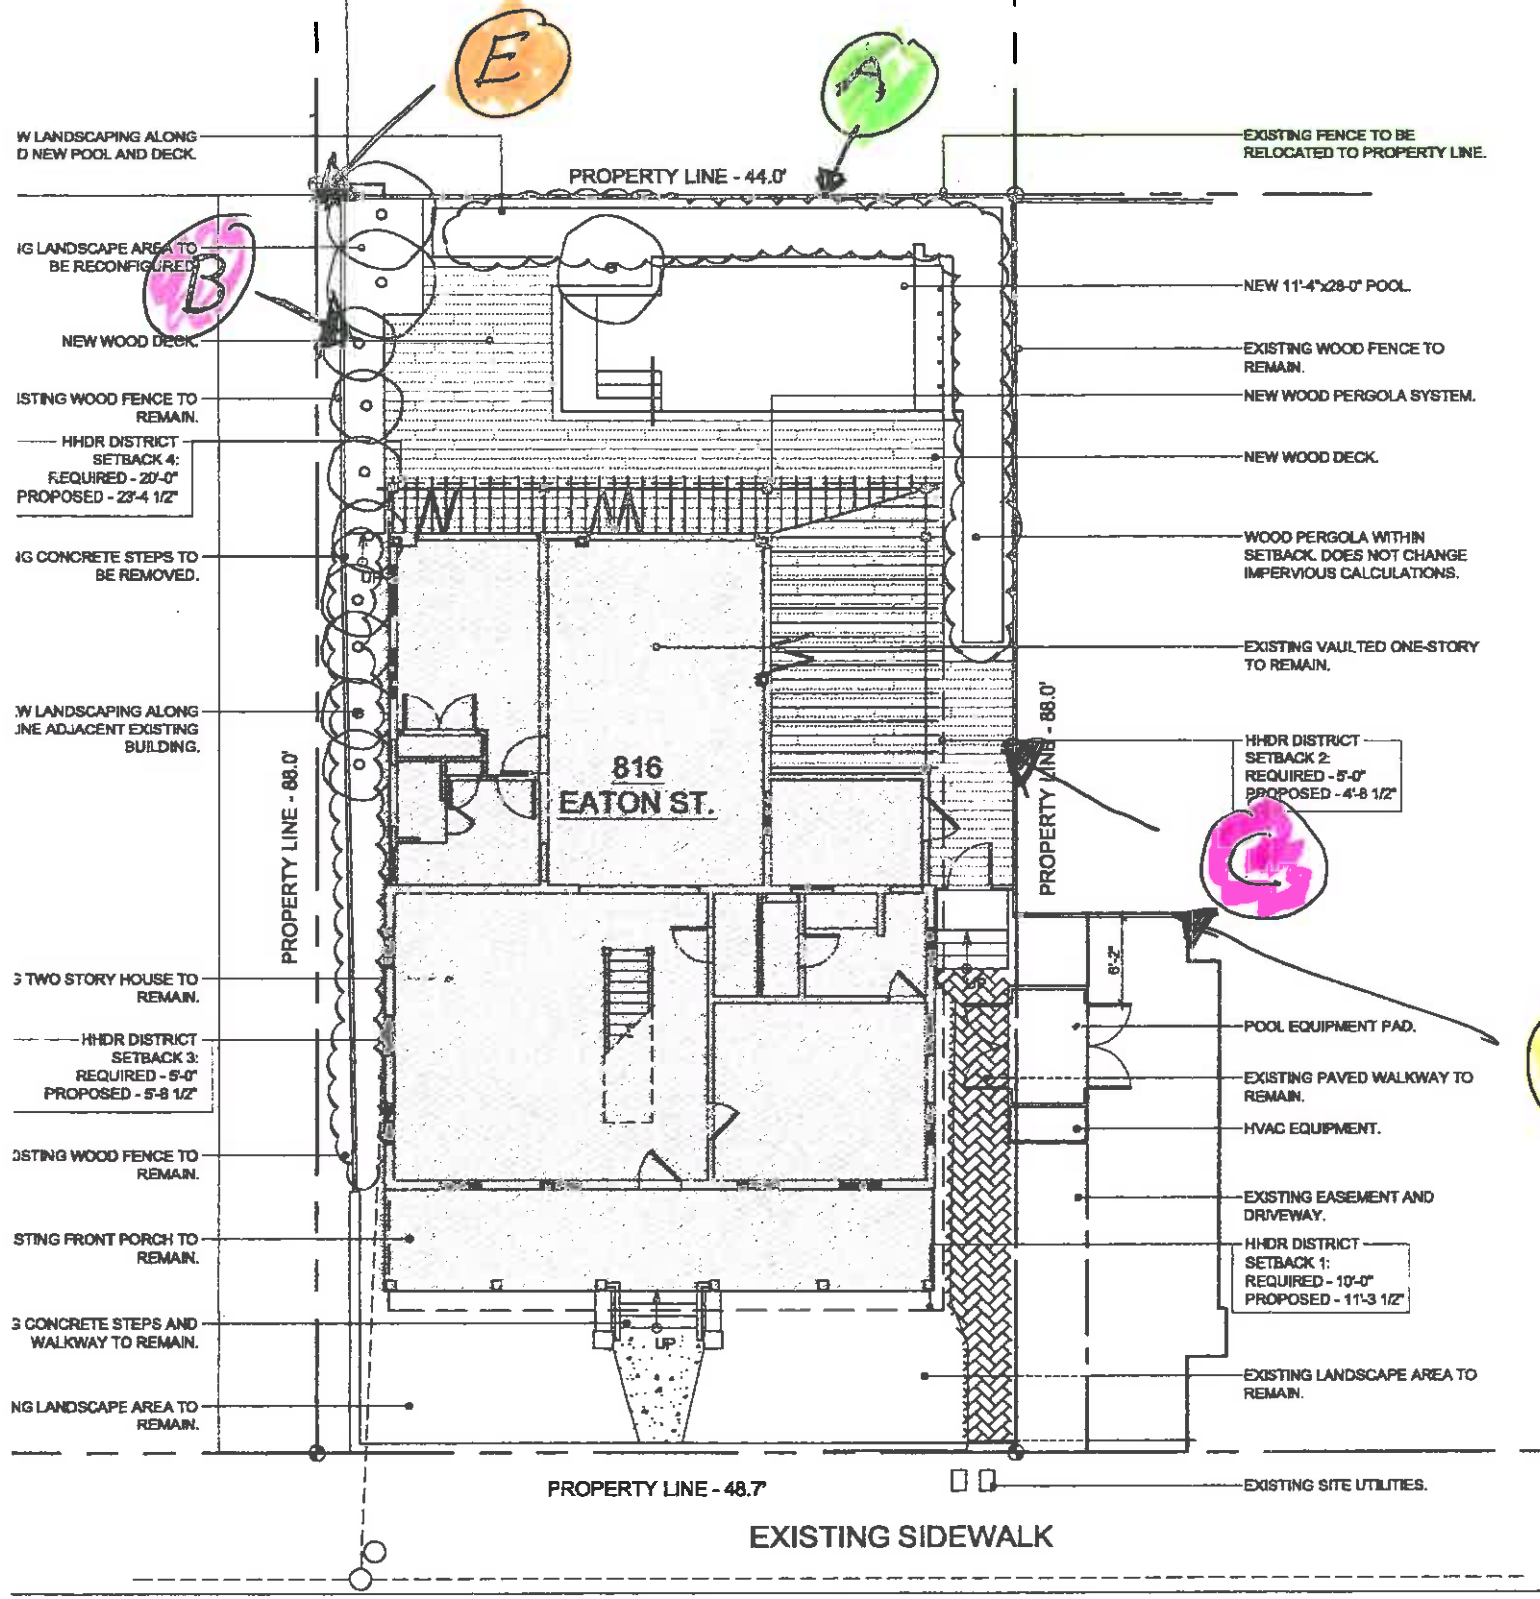 E
A
W LANDSCAPING ALONG
D NEW POOL AND DECK.
PROPERTY LINE - 44.0'
EXISTING FENCE TO BE
RELOCATED TO PROPERTY LINE.
IG LANDSCAPE AREA TO
BE RECONFIGURED
B
NEW 11'-4"x28-0" POOL.
NEW WOOD DECK.
EXISTING WOOD FENCE TO
REMAIN.
ISTING WOOD FENCE TO
REMAIN.
NEW WOOD PERGOLA SYSTEM.
HHDR DISTRICT
SETBACK 4:
REQUIRED - 20'-0"
PROPOSED - 23'-4 1/2"
NEW WOOD DECK.
WOOD PERGOLA WITHIN
SETBACK. DOES NOT CHANGE
IMPERVIOUS CALCULATIONS.
IG CONCRETE STEPS TO
BE REMOVED.
UP
EXISTING VAULTED ONE-STORY
TO REMAIN.
W LANDSCAPING ALONG
INE ADJACENT EXISTING
BUILDING.
PROPERTY LINE - 88.0'
816
EATON ST.
PROPERTY LINE - 88.0'
HHDR DISTRICT
SETBACK 2:
REQUIRED - 5'-0"
PROPOSED - 4'-8 1/2"
C
6'-2"
G TWO STORY HOUSE TO
REMAIN.
UP
POOL EQUIPMENT PAD.
HHDR DISTRICT
SETBACK 3:
REQUIRED - 5'-0"
PROPOSED - 5'-8 1/2"
EXISTING PAVED WALKWAY TO
REMAIN.
HVAC EQUIPMENT.
ISTING WOOD FENCE TO
REMAIN.
EXISTING EASEMENT AND
DRIVEWAY.
STING FRONT PORCH TO
REMAIN.
HHDR DISTRICT
SETBACK 1:
REQUIRED - 10'-0"
PROPOSED - 11'-3 1/2"
G CONCRETE STEPS AND
WALKWAY TO REMAIN.
UP
EXISTING LANDSCAPE AREA TO
REMAIN.
NG LANDSCAPE AREA TO
REMAIN.
PROPERTY LINE - 48.7'
EXISTING SITE UTILITIES.
EXISTING SIDEWALK